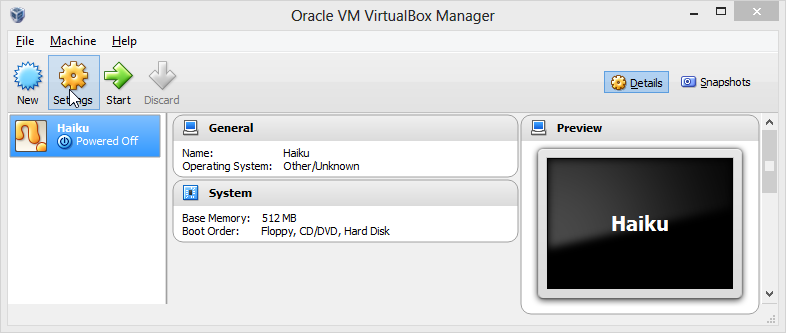 Oracle VM VirtualBox Manager
File Machine Help
New Settings Start Discard Details Snapshots
Haiku
Powered Off
General
Name: Haiku
Operating System: Other/Unknown
System
Base Memory: 512 MB
Boot Order: Floppy, CD/DVD, Hard Disk
Preview
Haiku